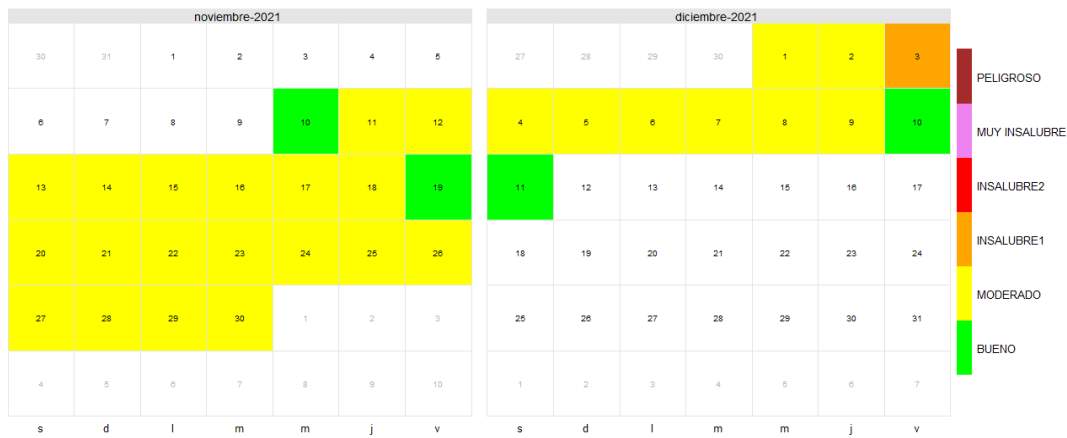 noviembre-2021
30 31 1 2 3 4 5
6 7 8 9 10 11 12
13 14 15 16 17 18 19
20 21 22 23 24 25 26
27 28 29 30 1 2 3
4 5 6 7 8 9 10
s d l m m j v
diciembre-2021
27 28 29 30 1 2 3
4 5 6 7 8 9 10
11 12 13 14 15 16 17
18 19 20 21 22 23 24
25 26 27 28 29 30 31
1 2 3 4 5 6 7
s d l m m j v
PELIGROSO
MUY INSALUBRE
INSALUBRE2
INSALUBRE1
MODERADO
BUENO